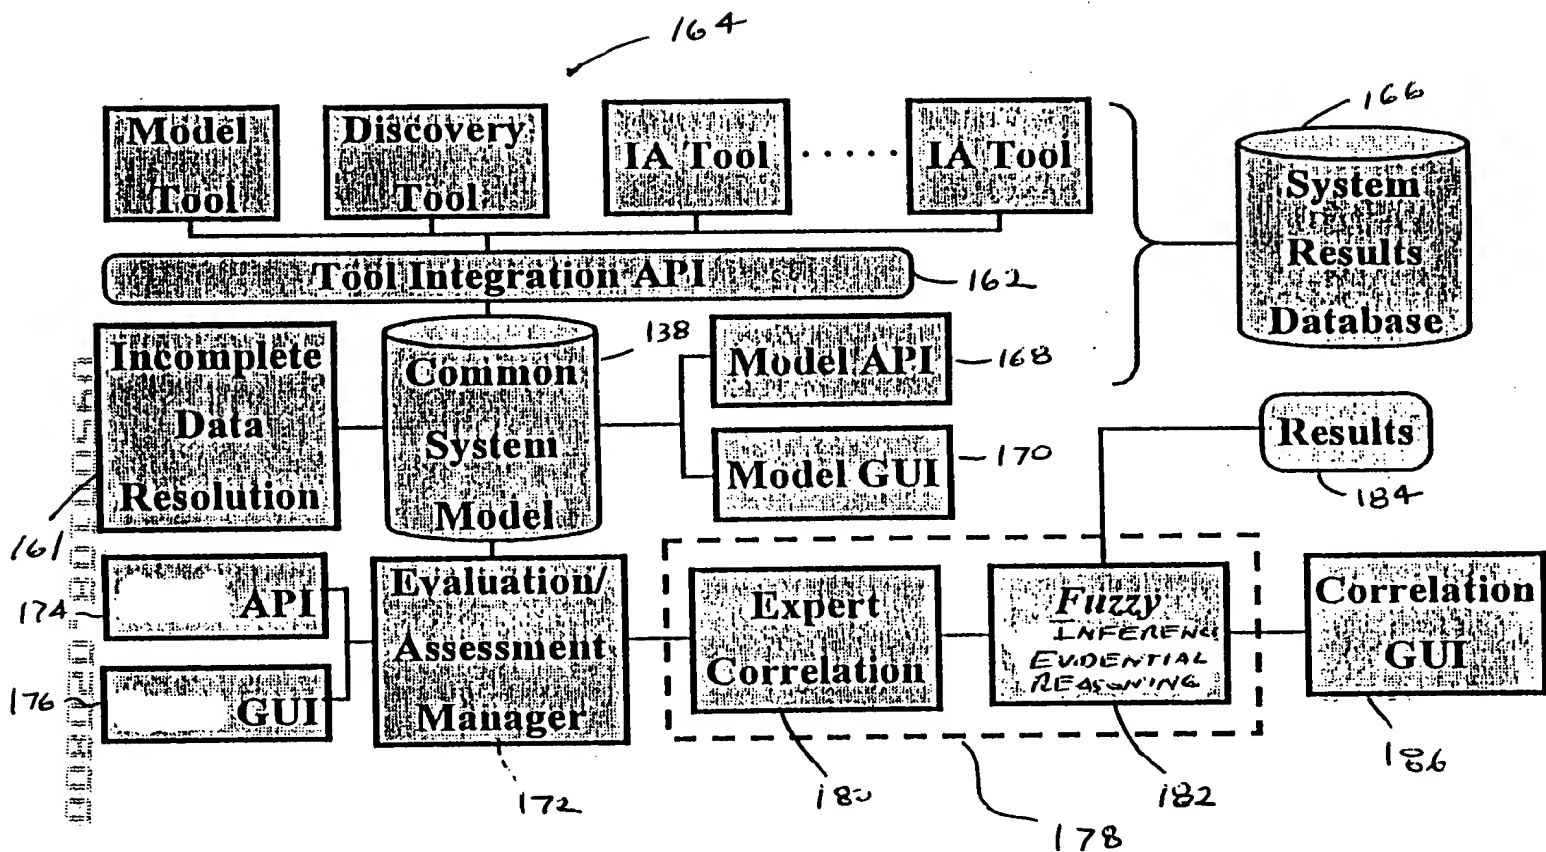 164
166
Model
Tool
Discovery
Tool
IA Tool
IA Tool
System
Results
Database
Tool Integration API
162
Incomplete
Data
Resolution
161
138
Common
System
Model
Model API
168
Model GUI
170
Results
184
API
174
GUI
176
Evaluation/
Assessment
Manager
172
Expert
Correlation
180
Fuzzy
INFERENCE
EVIDENTIAL
REASONING
182
178
Correlation
GUI
186